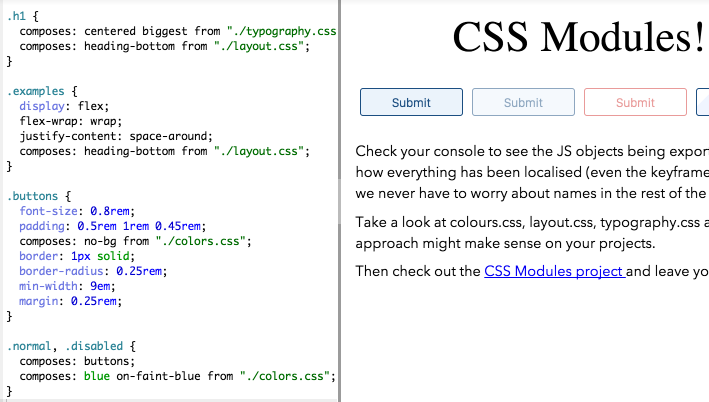 .h1 {
composes: centered biggest from "./typography.css
composes: heading-bottom from "./layout.css";
}
.examples {
display: flex;
flex-wrap: wrap;
justify-content: space-around;
composes: heading-bottom from "./layout.css";
}
.buttons {
font-size: 0.8rem;
padding: 0.5rem 1rem 0.45rem;
composes: no-bg from "./colors.css";
border: 1px solid;
border-radius: 0.25rem;
min-width: 9em;
margin: 0.25rem;
}
.normal, .disabled {
composes: buttons;
composes: blue on-faint-blue from "./colors.css";
}
CSS Modules!
Submit Submit Submit
Check your console to see the JS objects being expor
how everything has been localised (even the keyframe
we never have to worry about names in the rest of the
Take a look at colours.css, layout.css, typography.css a
approach might make sense on your projects.
Then check out the CSS Modules project and leave yo